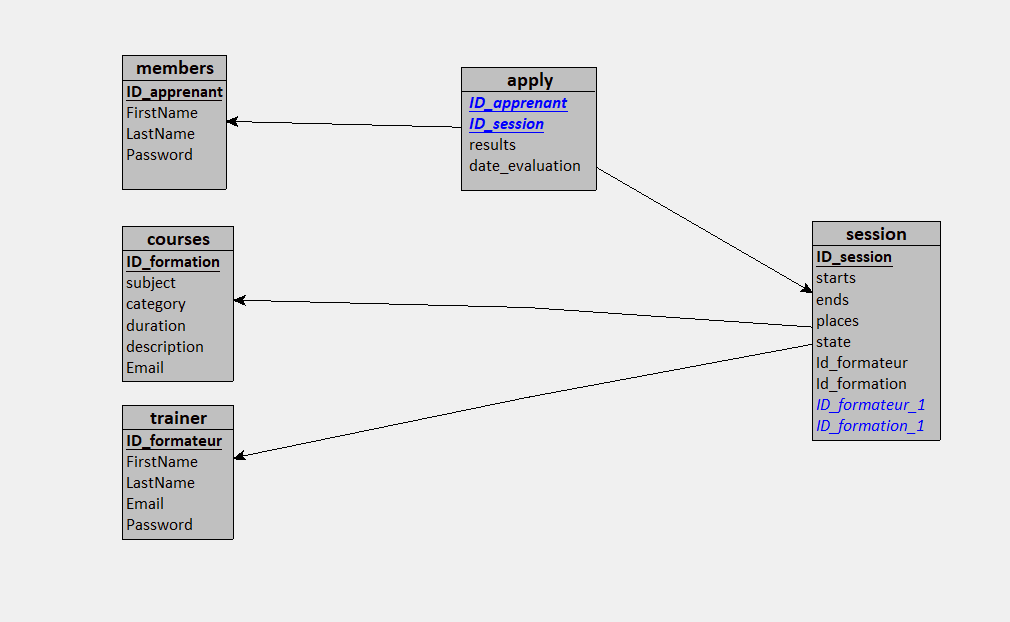 members
ID_apprenant
FirstName
LastName
Password
apply
ID_apprenant
ID_session
results
date_evaluation
courses
ID_formation
subject
category
duration
description
Email
session
ID_session
starts
ends
places
state
Id_formateur
Id_formation
ID_formateur_1
ID_formation_1
trainer
ID_formateur
FirstName
LastName
Email
Password